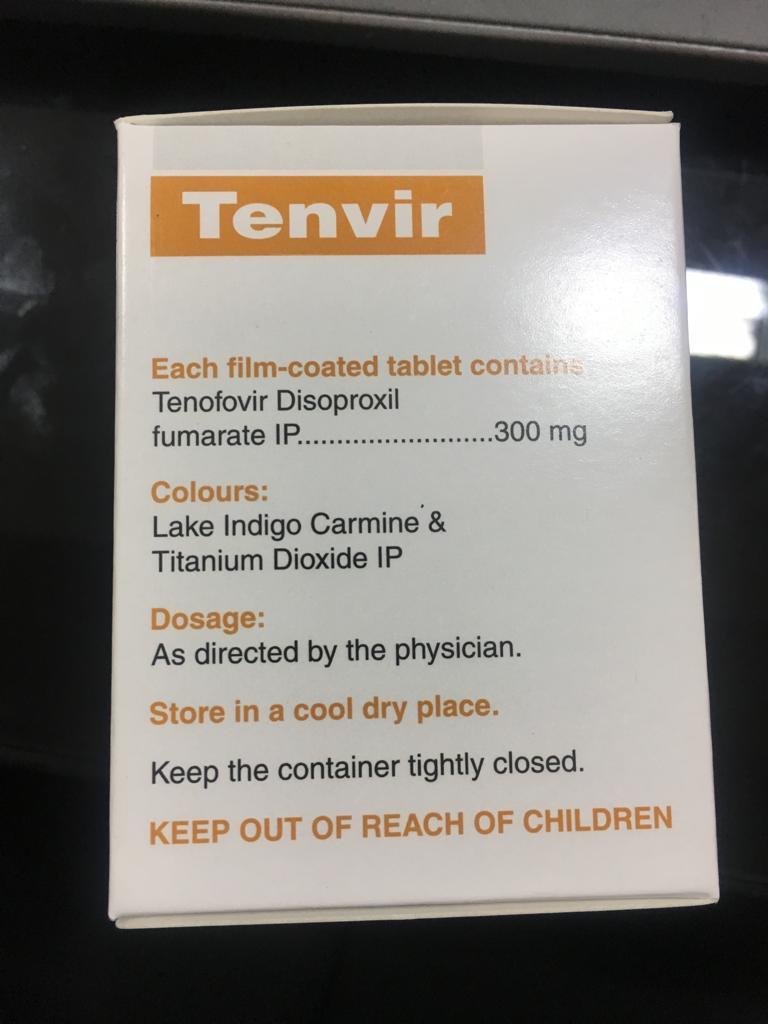 Tenvir
Each film-coated tablet contains
Tenofovir Disoproxil
fumarate IP.........................300 mg
Colours:
Lake Indigo Carmine &
Titanium Dioxide IP
Dosage:
As directed by the physician.
Store in a cool dry place.
Keep the container tightly closed.
KEEP OUT OF REACH OF CHILDREN